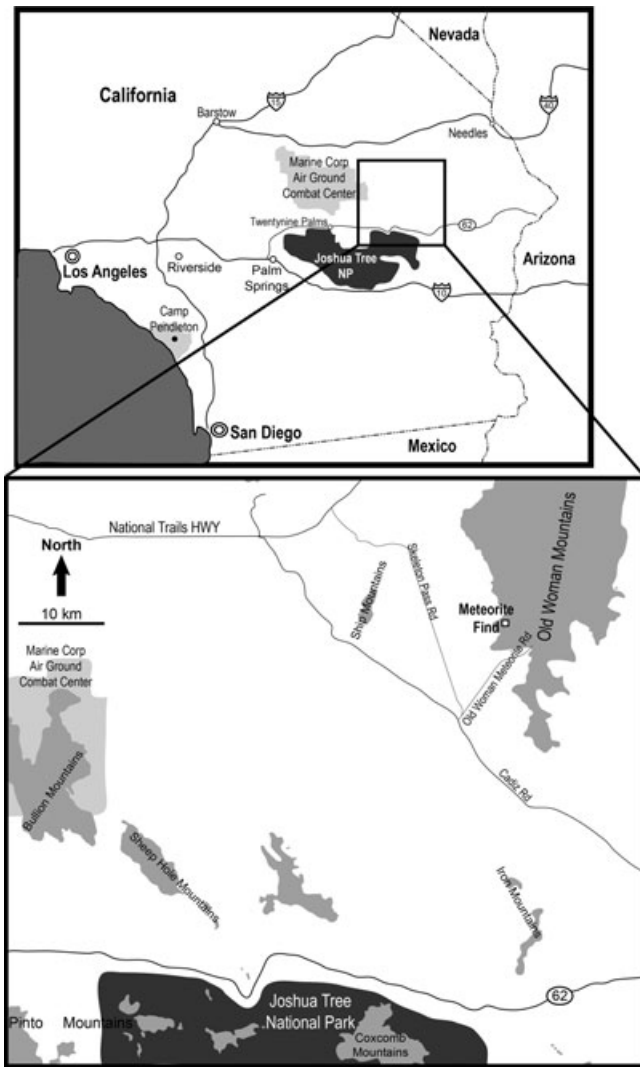 Nevada
California
15
40
Barstow
Needles
Marine Corp
Air Ground
Combat Center
Twentynine Palms
62
Joshua Tree
NP
Arizona
Los Angeles
Riverside
Palm
Springs
10
Camp
Pendleton
San Diego
Mexico
National Trails HWY
North
10 km
Ship Mountains
Skeleton Pass Rd
Old Woman Mountains
Meteorite
Find
Old Woman Meteorite Rd
Marine Corp
Air Ground
Combat Center
Bullion Mountains
Cadiz Rd
Sheep Hole Mountains
Iron Mountains
62
Joshua Tree
National Park
Pinto Mountains
Coxcomb
Mountains